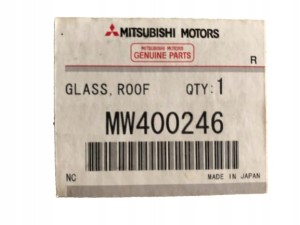 MITSUBISHI MOTORS
MITSUBISHI MOTORS
GENUINE PARTS
R
GLASS, ROOF QTY: 1
MW400246
NC MADE IN JAPAN